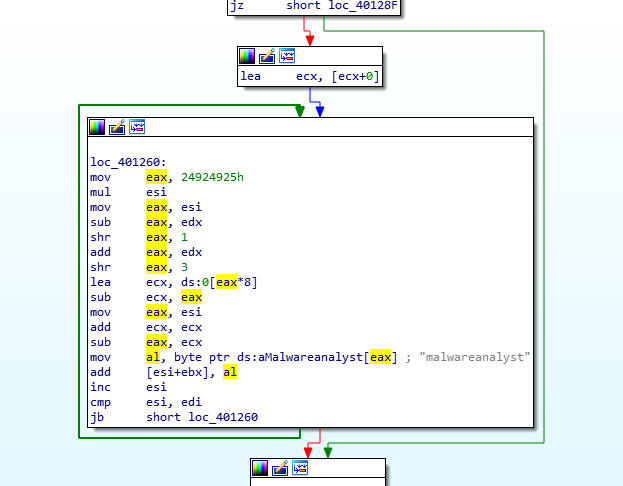 jz short loc_40128F
lea ecx, [ecx+0]
loc_401260:
mov eax, 24924925h
mul esi
mov eax, esi
sub eax, edx
shr eax, 1
add eax, edx
shr eax, 3
lea ecx, ds:0[eax*8]
sub ecx, eax
mov eax, esi
add ecx, ecx
sub eax, ecx
mov al, byte ptr ds:aMalwareanalyst[eax] ; "malwareanalyst"
add [esi+ebx], al
inc esi
cmp esi, edi
jb short loc_401260